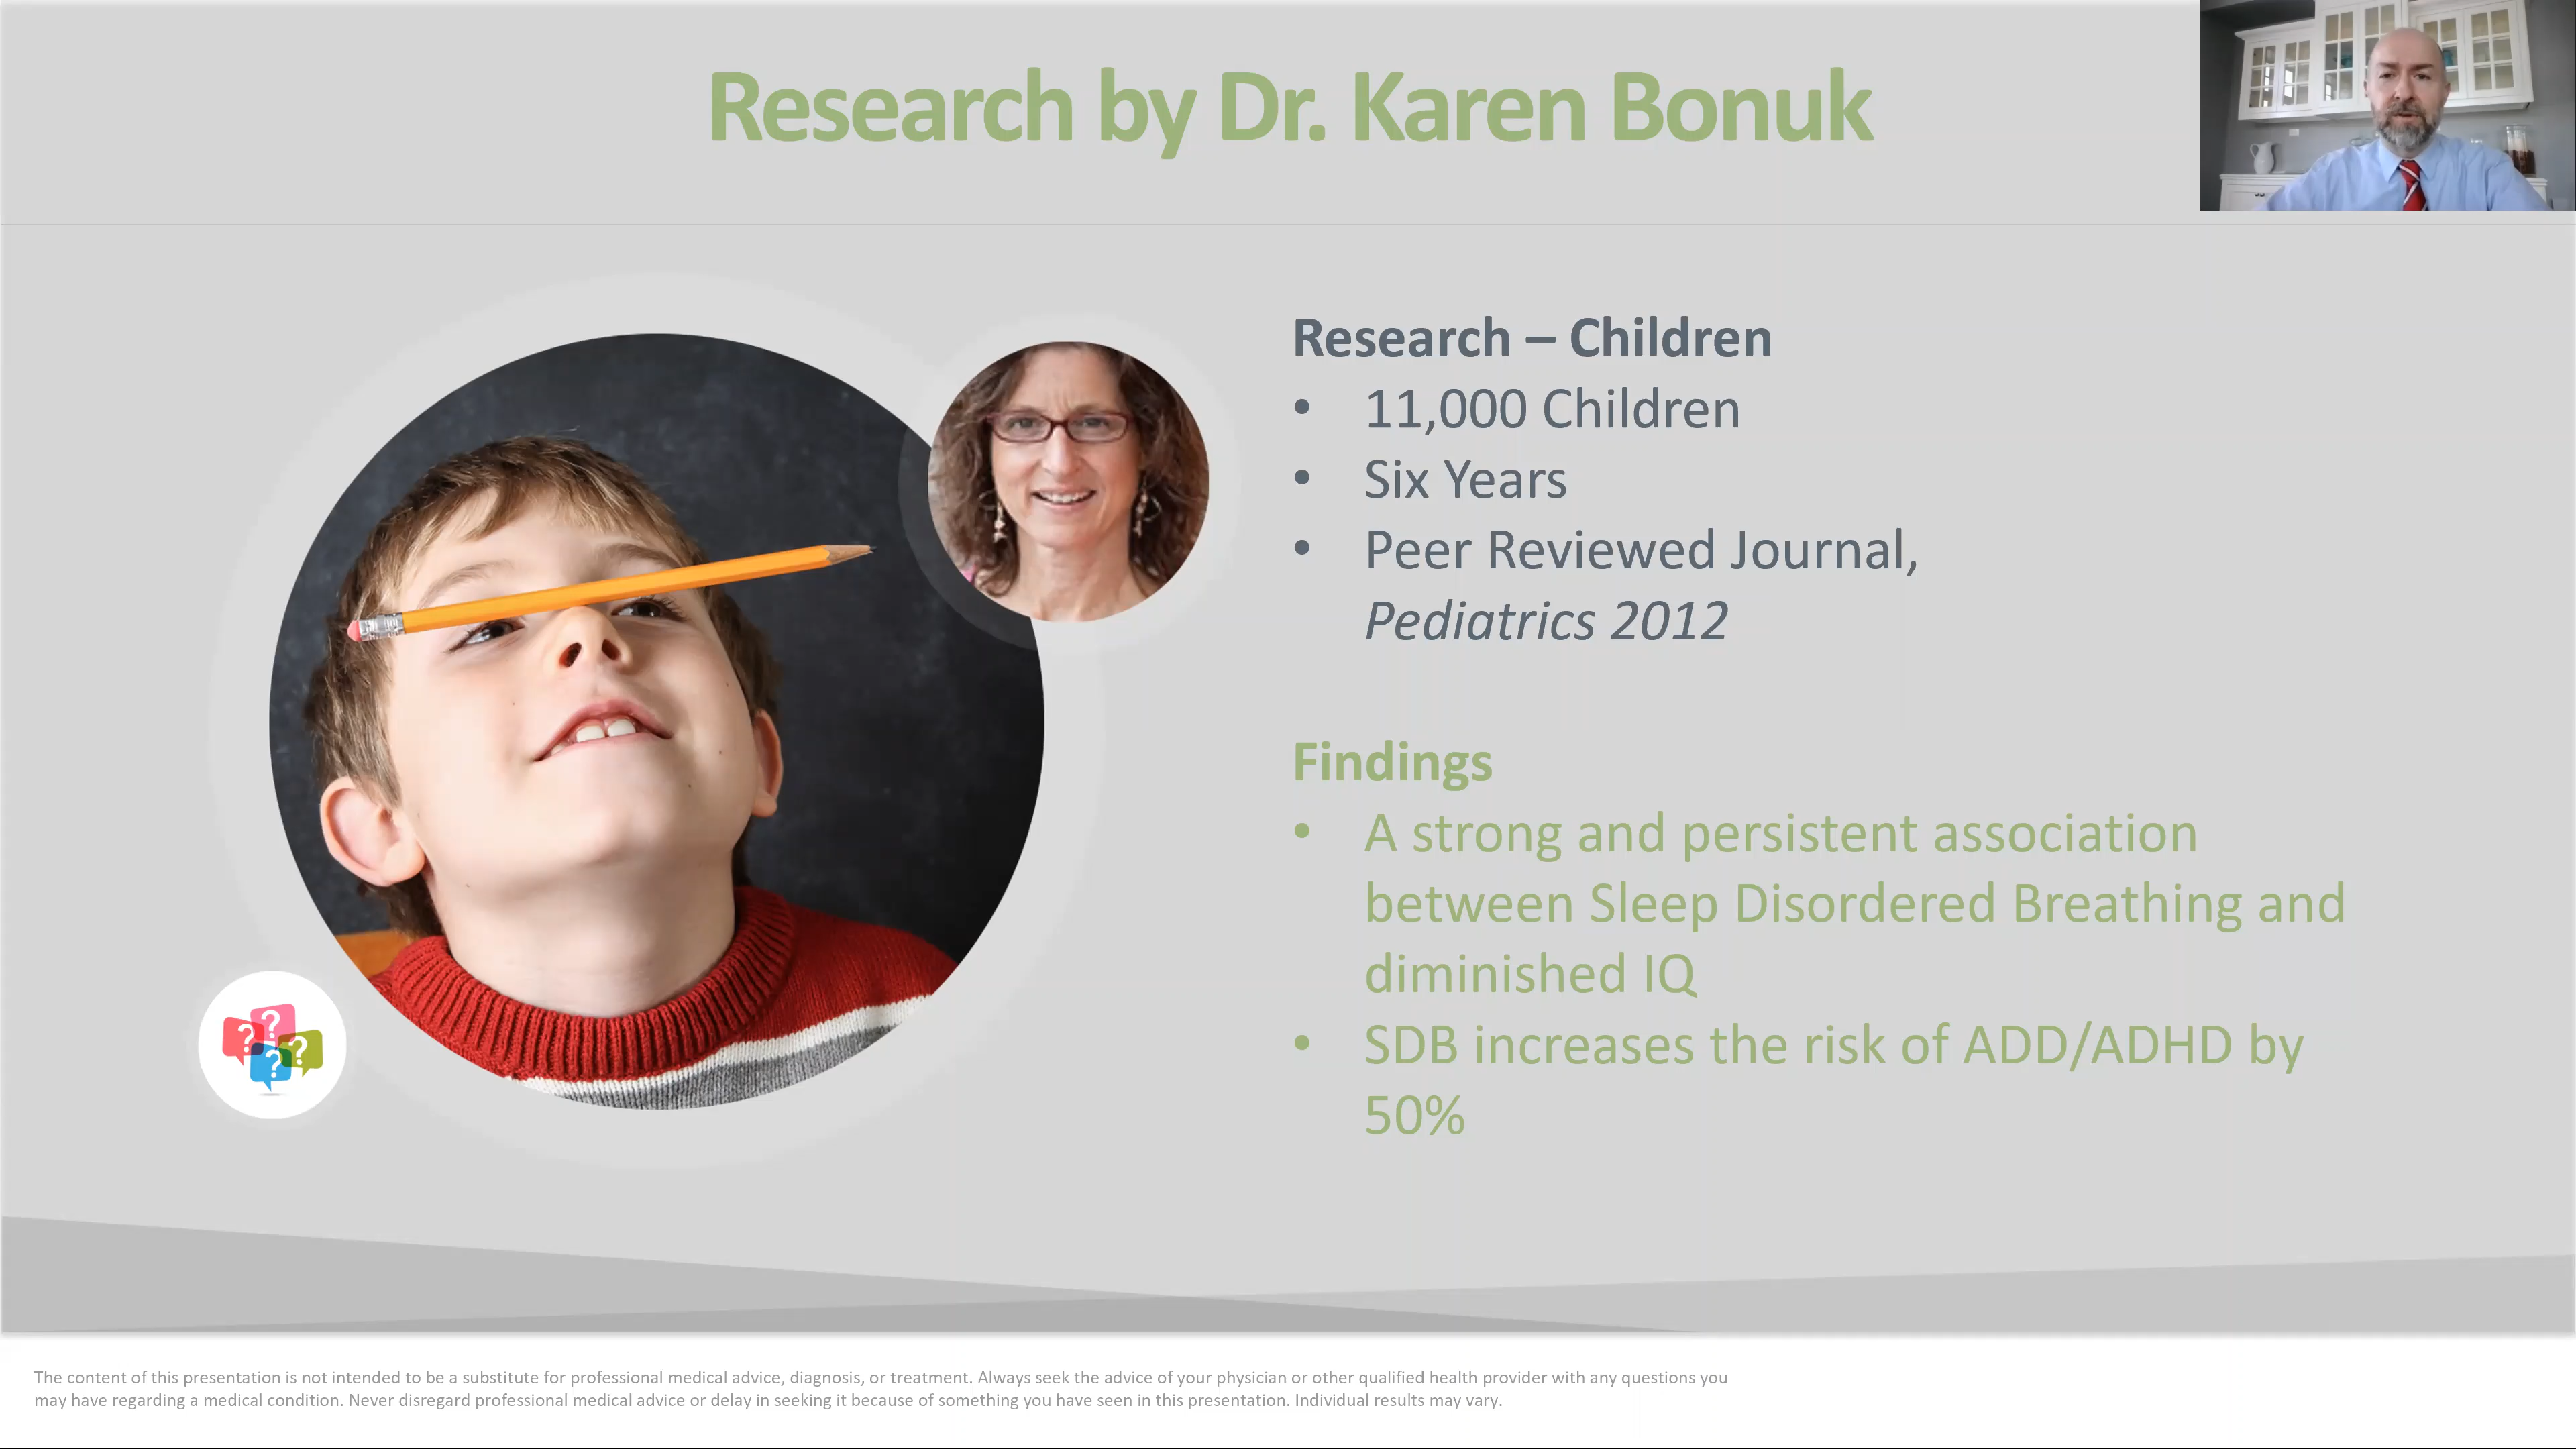 Research by Dr. Karen Bonuk
Research – Children
• 11,000 Children
• Six Years
• Peer Reviewed Journal,
Pediatrics 2012
Findings
• A strong and persistent association
between Sleep Disordered Breathing and
diminished IQ
• SDB increases the risk of ADD/ADHD by
50%
? ? ? ?
The content of this presentation is not intended to be a substitute for professional medical advice, diagnosis, or treatment. Always seek the advice of your physician or other qualified health provider with any questions you
may have regarding a medical condition. Never disregard professional medical advice or delay in seeking it because of something you have seen in this presentation. Individual results may vary.